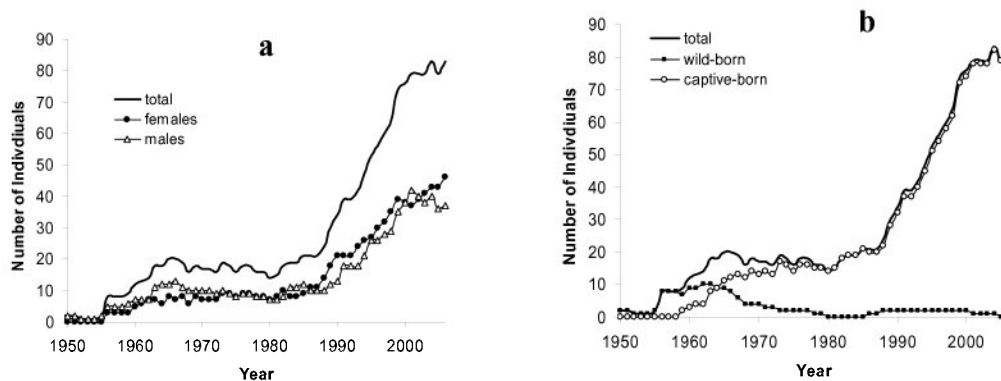 a
Number of Indivdiuals
90
80
70
60
50
40
30
20
10
0
total
females
males
1950 1960 1970 1980 1990 2000
Year
b
Number of Individuals
90
80
70
60
50
40
30
20
10
0
total
wild-born
captive-born
1950 1960 1970 1980 1990 2000
Year